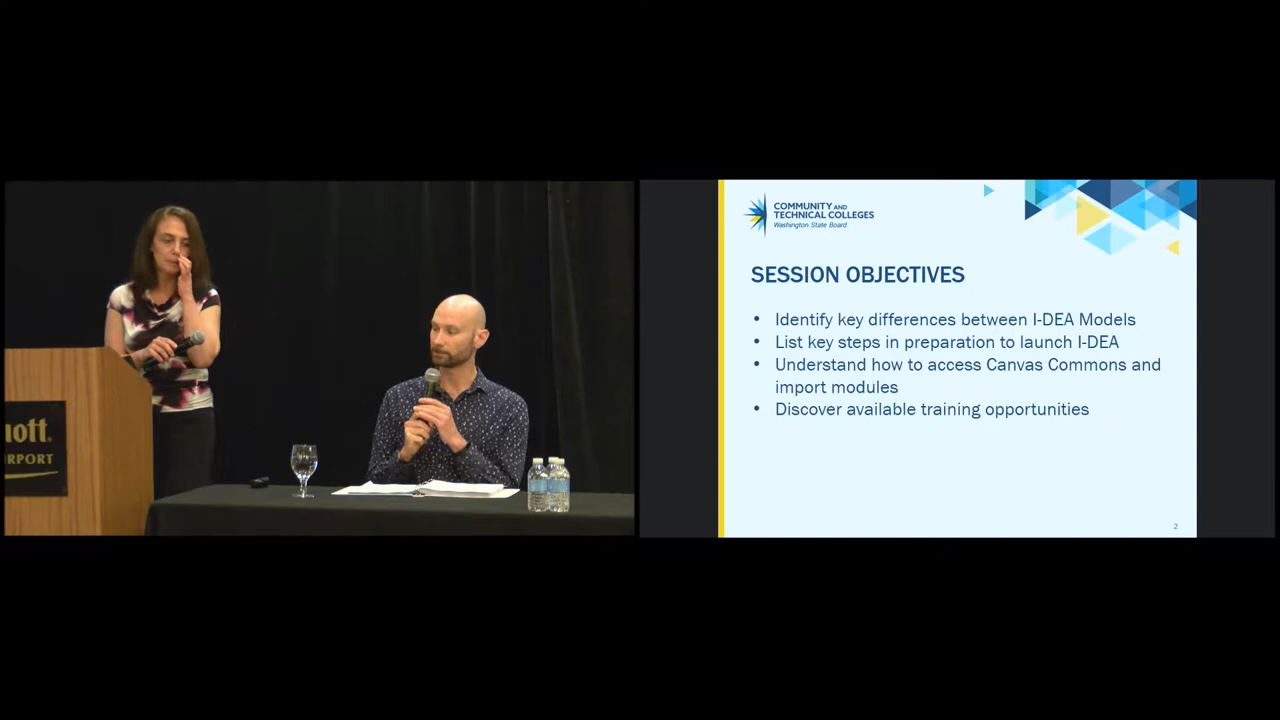 COMMUNITY AND
TECHNICAL COLLEGES
Washington State Board
SESSION OBJECTIVES
• Identify key differences between I-DEA Models
• List key steps in preparation to launch I-DEA
• Understand how to access Canvas Commons and
import modules
• Discover available training opportunities
2